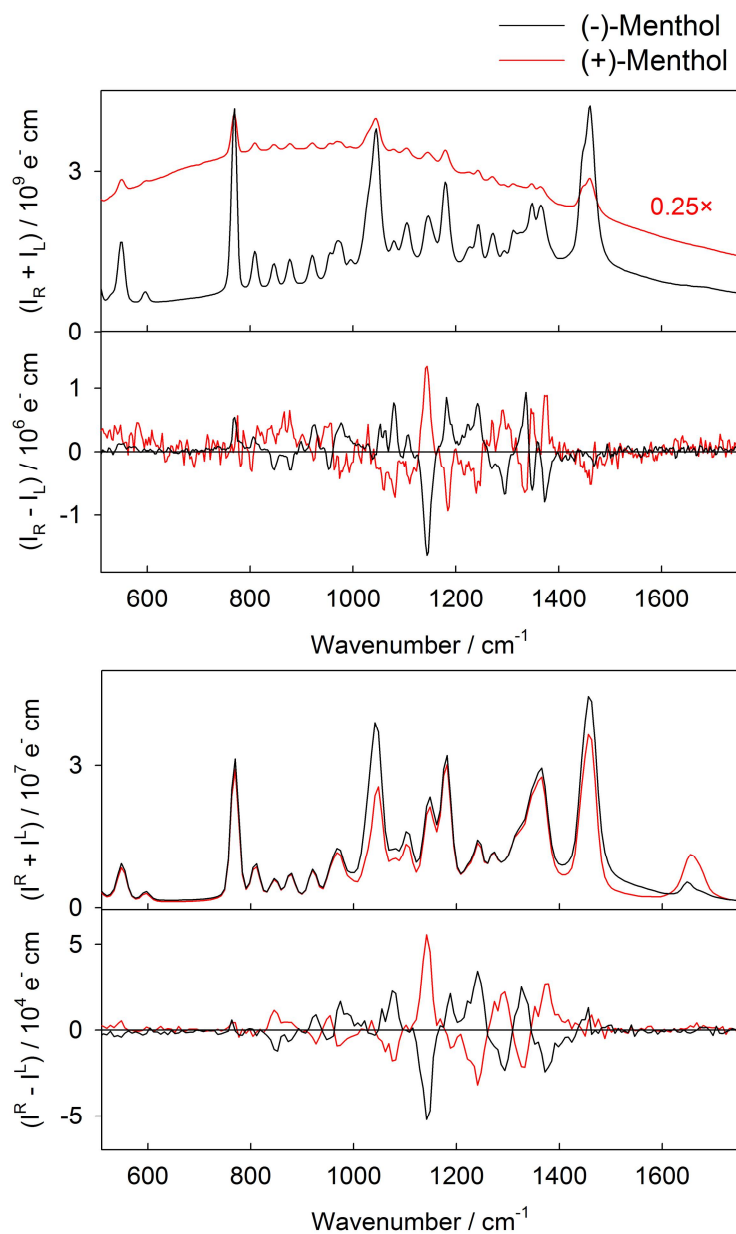 (-)-Menthol
(+)-Menthol
(I_R + I_L) / 10^9 e^- cm
3
0
0.25×
(I_R - I_L) / 10^6 e^- cm
1
0
-1
600 800 1000 1200 1400 1600
Wavenumber / cm^-1
(I^R + I^L) / 10^7 e^- cm
3
0
(I^R - I^L) / 10^4 e^- cm
5
0
-5
600 800 1000 1200 1400 1600
Wavenumber / cm^-1